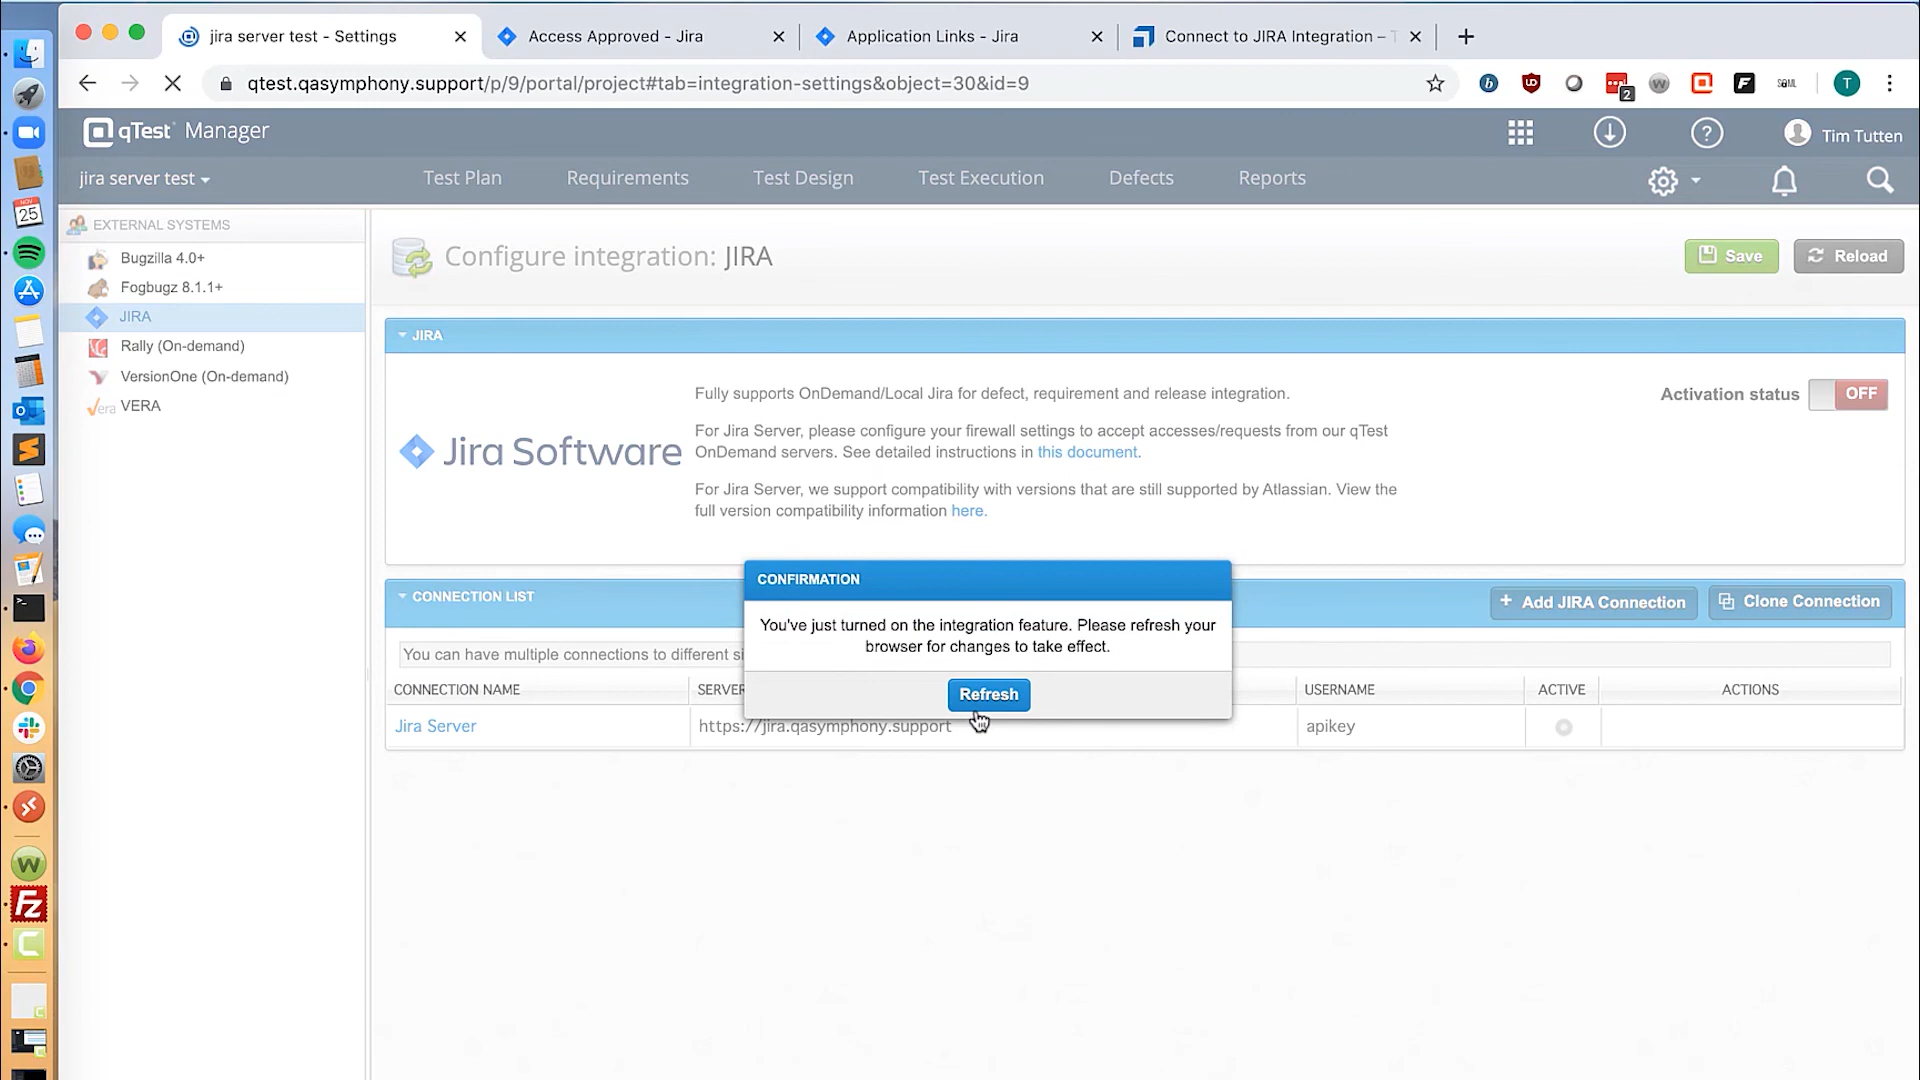 jira server test - Settings
Access Approved - Jira
Application Links - Jira
Connect to JIRA Integration –
qtest.qasymphony.support/p/9/portal/project#tab=integration-settings&object=30&id=9
2
T
qTest Manager
Tim Tutten
jira server test
Test Plan
Requirements
Test Design
Test Execution
Defects
Reports
NOV
25
EXTERNAL SYSTEMS
Bugzilla 4.0+
Fogbugz 8.1.1+
JIRA
Rally (On-demand)
VersionOne (On-demand)
VERA
Configure integration: JIRA
Save
Reload
JIRA
Jira Software
Fully supports OnDemand/Local Jira for defect, requirement and release integration.
For Jira Server, please configure your firewall settings to accept accesses/requests from our qTest
OnDemand servers. See detailed instructions in this document.
For Jira Server, we support compatibility with versions that are still supported by Atlassian. View the
full version compatibility information here.
Activation status OFF
CONNECTION LIST
+ Add JIRA Connection
Clone Connection
You can have multiple connections to different
CONNECTION NAME
SERVER
USERNAME
ACTIVE
ACTIONS
Jira Server
https://jira.qasymphony.support
apikey
CONFIRMATION
You've just turned on the integration feature. Please refresh your
browser for changes to take effect.
Refresh